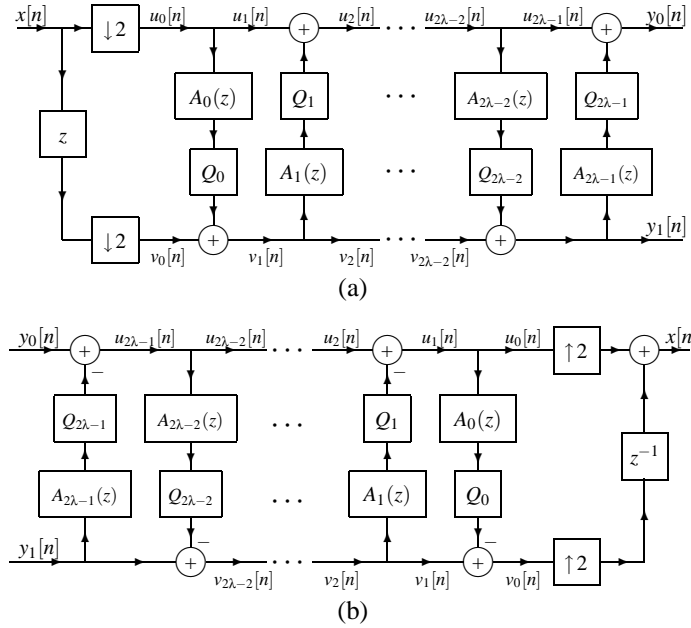 x[n] ↓2 u₀[n] u₁[n] + u₂[n] ··· u₂λ−₂[n] u₂λ−₁[n] + y₀[n]
A₀(z) Q₁ ··· A₂λ−₂(z) Q₂λ−₁
z
Q₀ A₁(z) ··· Q₂λ−₂ A₂λ−₁(z)
↓2 v₀[n] + v₁[n] v₂[n] ··· v₂λ−₂[n] + y₁[n]
(a)
y₀[n] + u₂λ−₁[n] u₂λ−₂[n] ··· u₂[n] + u₁[n] u₀[n] ↑2 + x[n
− −
Q₂λ−₁ A₂λ−₂(z) ··· Q₁ A₀(z)
z⁻¹
A₂λ−₁(z) Q₂λ−₂ ··· A₁(z) Q₀
− −
y₁[n] + v₂λ−₂[n] ··· v₂[n] v₁[n] + v₀[n] ↑2
(b)